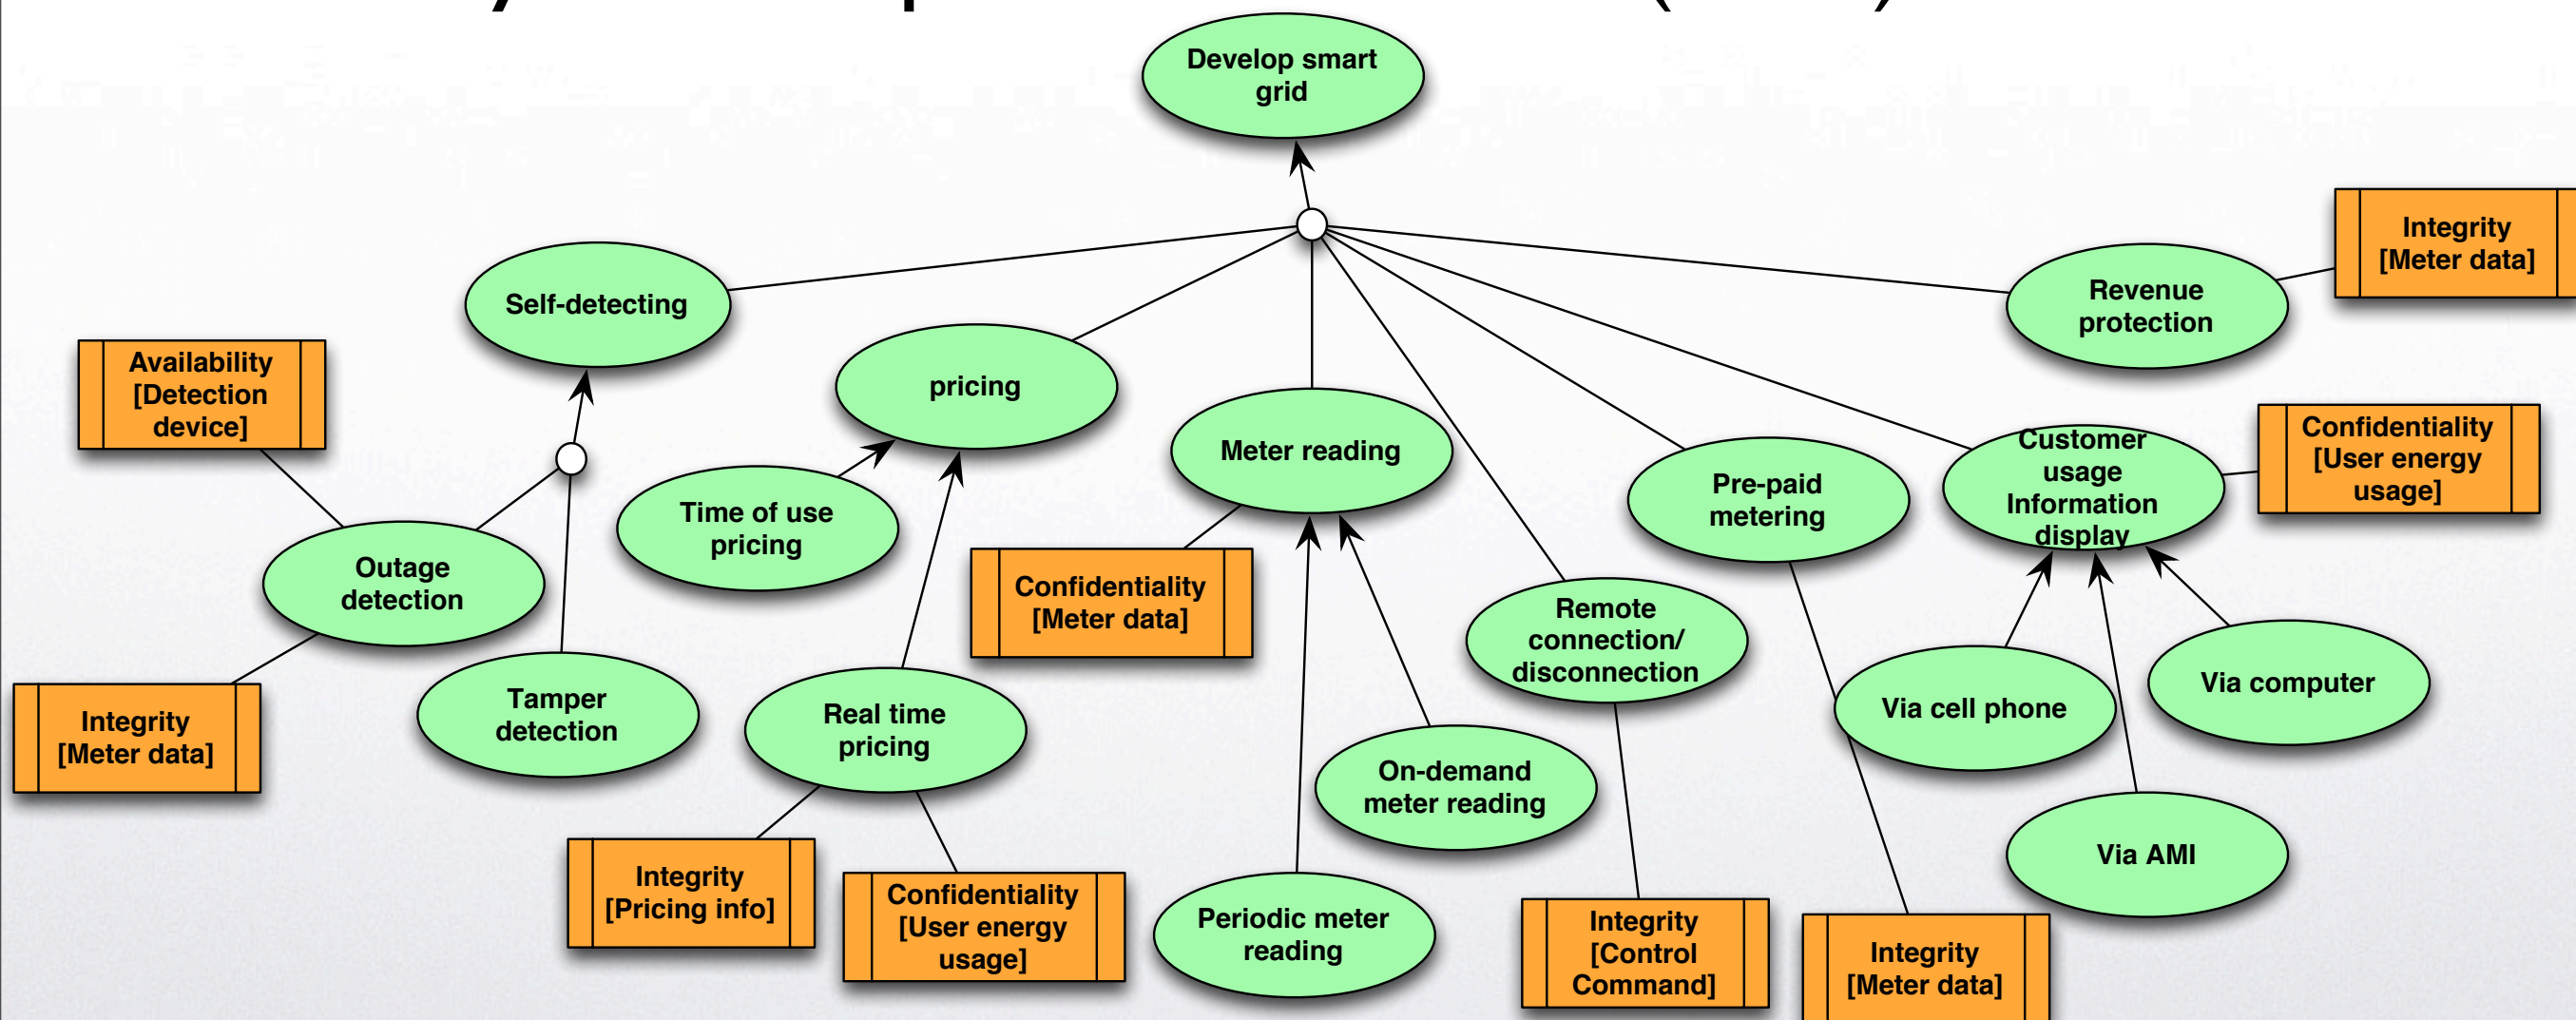 Develop smart
grid
Integrity
[Meter data]
Self-detecting
Revenue
protection
Availability
[Detection
device]
pricing
Meter reading
Pre-paid
metering
Customer
usage
Information
display
Confidentiality
[User energy
usage]
Time of use
pricing
Outage
detection
Confidentiality
[Meter data]
Remote
connection/
disconnection
Via cell phone
Via computer
Integrity
[Meter data]
Tamper
detection
Real time
pricing
On-demand
meter reading
Via AMI
Integrity
[Pricing info]
Confidentiality
[User energy
usage]
Periodic meter
reading
Integrity
[Control
Command]
Integrity
[Meter data]